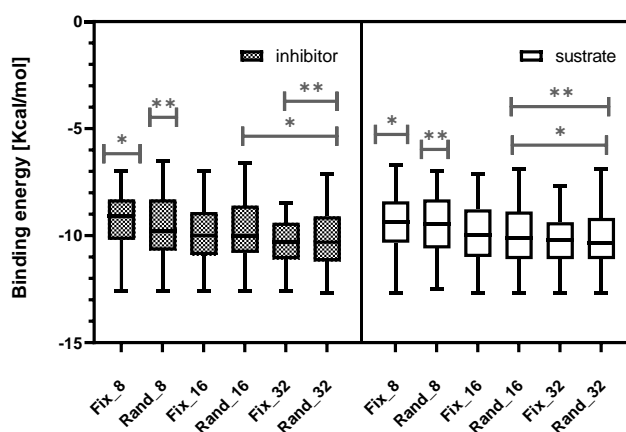 0
-5
-10
-15
Binding energy [Kcal/mol]
inhibitor
sustrate
*
**
*
**
*
**
*
**
Fix_8
Rand_8
Fix_16
Rand_16
Fix_32
Rand_32
Fix_8
Rand_8
Fix_16
Rand_16
Fix_32
Rand_32